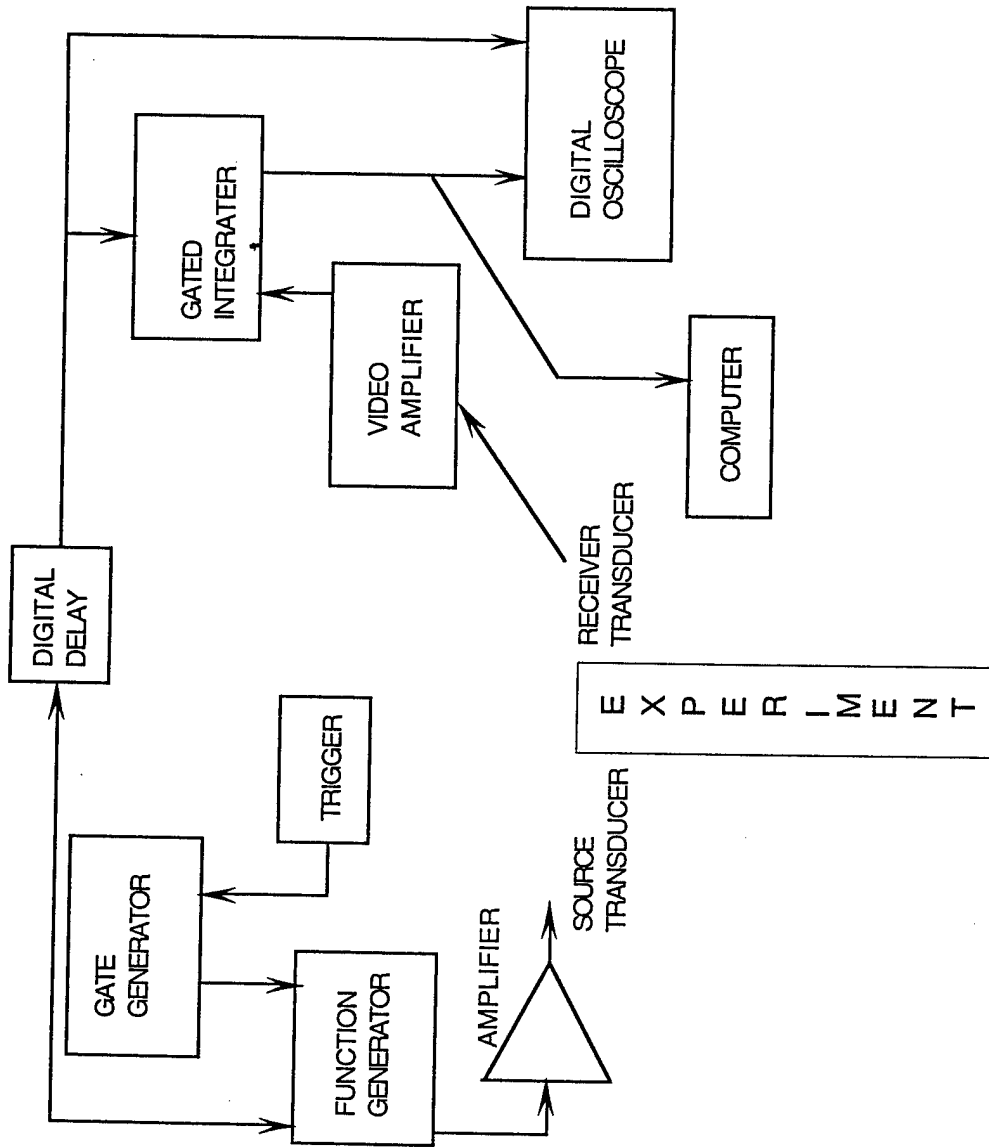 DIGITAL
DELAY
GATE
GENERATOR
GATED
INTEGRATER
TRIGGER
FUNCTION
GENERATOR
VIDEO
AMPLIFIER
AMPLIFIER
SOURCE
TRANSDUCER
RECEIVER
TRANSDUCER
DIGITAL
OSCILLOSCOPE
EXPERIMENT
COMPUTER